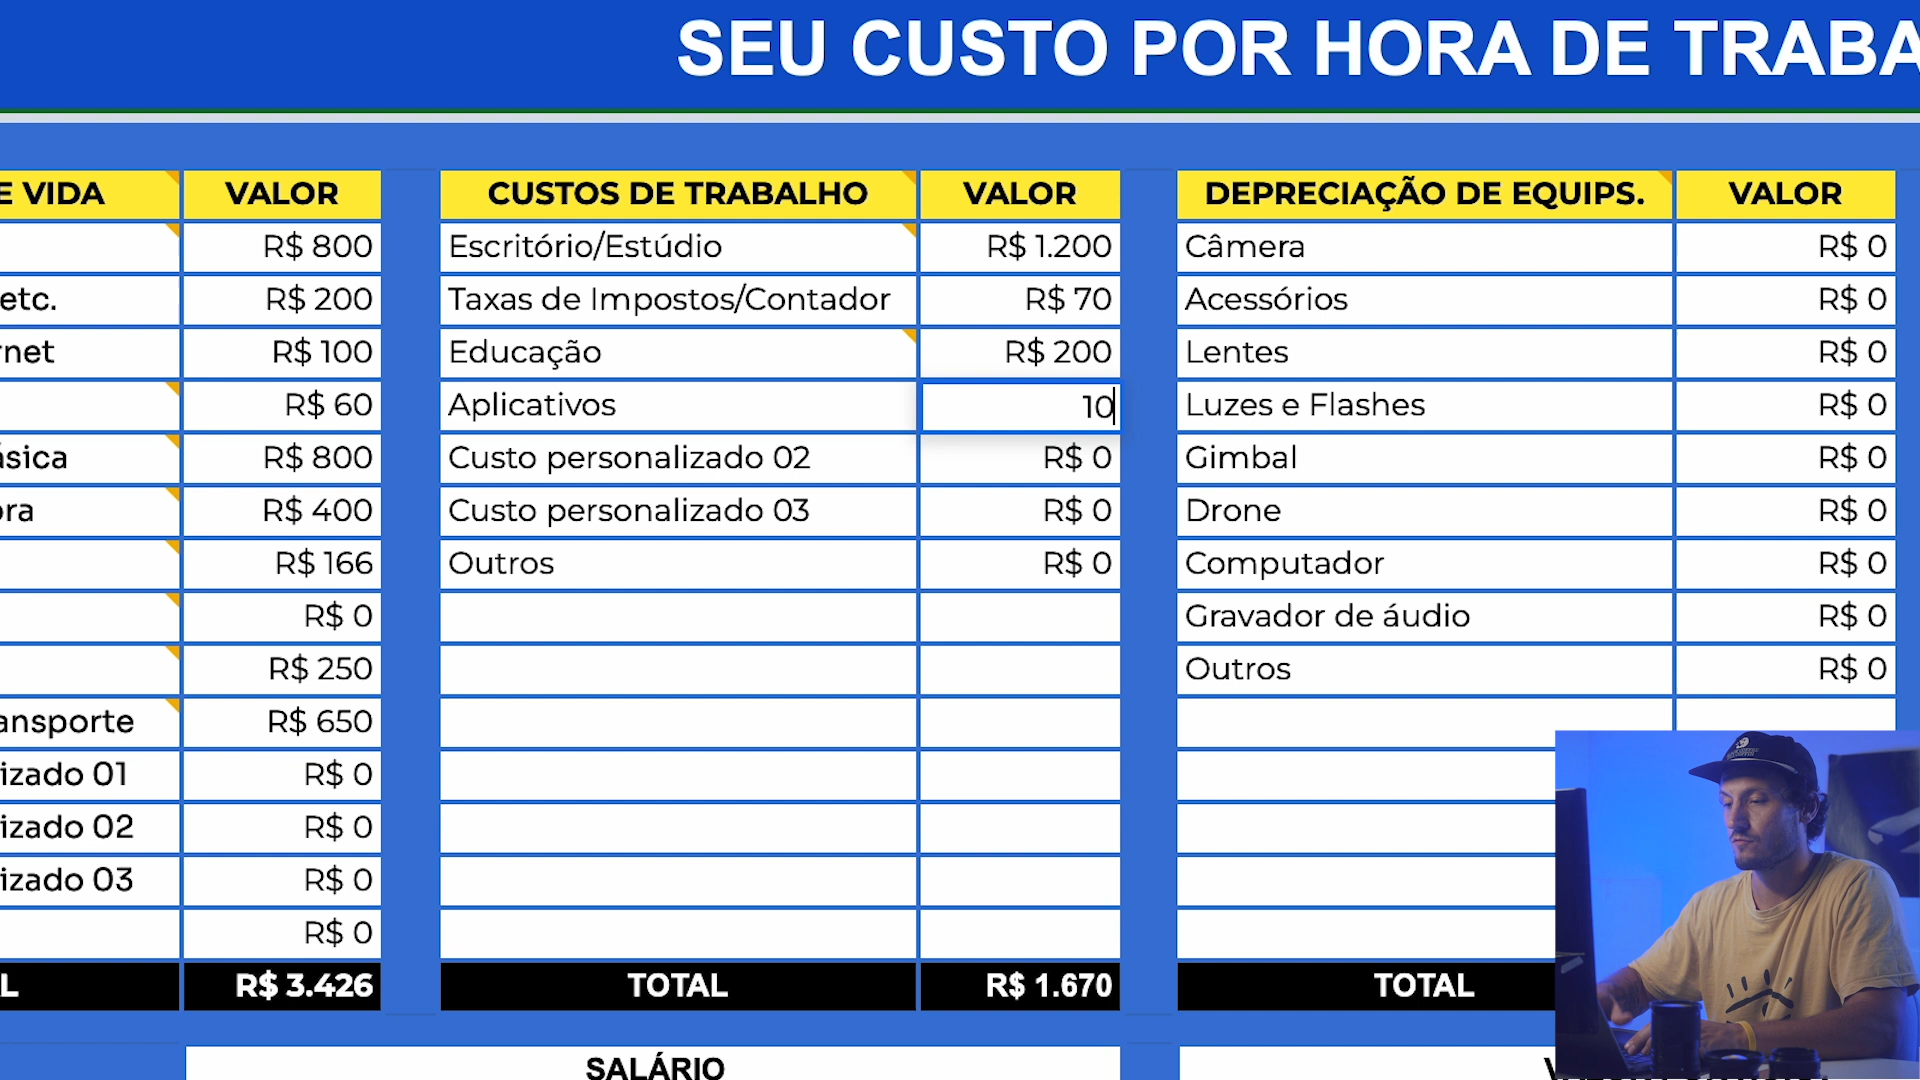 SEU CUSTO POR HORA DE TRABA
E VIDA VALOR
R$ 800
etc. R$ 200
rnet R$ 100
R$ 60
ásica R$ 800
ora R$ 400
R$ 166
R$ 0
R$ 250
ansporte R$ 650
izado 01 R$ 0
izado 02 R$ 0
izado 03 R$ 0
R$ 0
L R$ 3.426
CUSTOS DE TRABALHO VALOR
Escritório/Estúdio R$ 1.200
Taxas de Impostos/Contador R$ 70
Educação R$ 200
Aplicativos 10
Custo personalizado 02 R$ 0
Custo personalizado 03 R$ 0
Outros R$ 0
TOTAL R$ 1.670
DEPRECIAÇÃO DE EQUIPS. VALOR
Câmera R$ 0
Acessórios R$ 0
Lentes R$ 0
Luzes e Flashes R$ 0
Gimbal R$ 0
Drone R$ 0
Computador R$ 0
Gravador de áudio R$ 0
Outros R$ 0
TOTAL
SALÁRIO